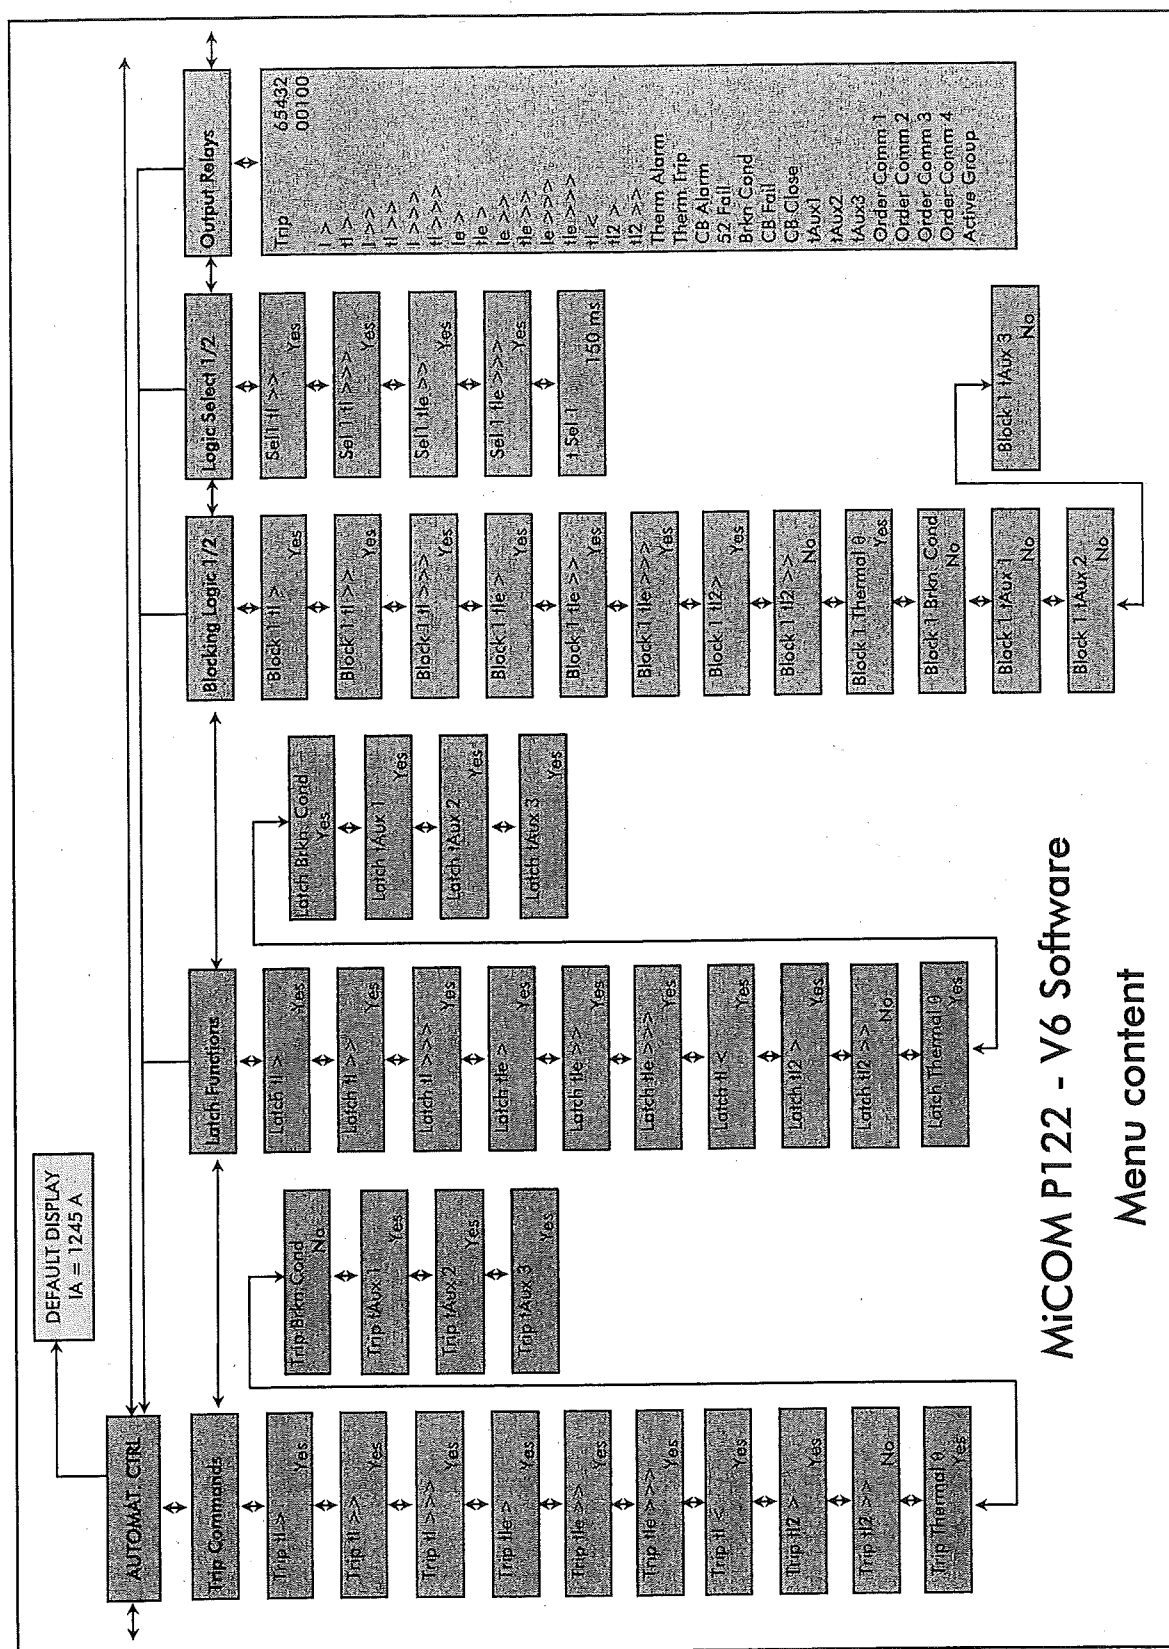 DEFAULT DISPLAY
IA = 1245 A
AUTOMAT. CTRL
Trip Commands
Trip tI >
Yes
Trip tI >>
Yes
Trip tI >>>
Yes
Trip tIe>
Yes
Trip tIe >>
Yes
Trip tIe >>>
Yes
Trip tI <
Yes
Trip tI2 >
Yes
Trip tI2 >>
No
Trip Thermal θ
Yes
Trip Brkn Cond
No
Trip tAux 1
Yes
Trip tAux 2
Yes
Trip tAux 3
Yes
Latch Functions
Latch tI >
Yes
Latch tI >>
Yes
Latch tI >>>
Yes
Latch tIe >
Yes
Latch tIe >>
Yes
Latch tIe >>>
Yes
Latch tI <
Yes
Latch tI2 >
Yes
Latch tI2 >>
No
Latch Thermal θ
Yes
Latch Brkn. Cond
Yes
Latch tAux 1
Yes
Latch tAux 2
Yes
Latch tAux 3
Yes
Blocking Logic 1/2
Block 1 tI >
Yes
Block 1 tI >>
Yes
Block 1 tI >>>
Yes
Block 1 tIe >
Yes
Block 1 tIe >>
Yes
Block 1 tIe>>>
Yes
Block 1 tI2>
Yes
Block 1 tI2 >>
No
Block 1 Thermal θ
Yes
Block 1 Brkn. Cond
No
Block 1 tAux 1
No
Block 1 tAux 2
No
Block 1 tAux 3
No
Logic Select 1/2
Sel1 tI >>
Yes
Sel 1 tI >>>
Yes
Sel1 tIe >>
Yes
Sel 1 tIe >>>
Yes
t Sel 1
150 ms
Output Relays
Trip 65432
00100
I >
tI >
I >>
tI >>
I >>>
tI >>>
Ie >
tIe >
Ie >>
tIe>>
Ie>>>
tIe>>>
tI <
tI2 >
tI2 >>
Therm Alarm
Therm Trip
CB Alarm
52 Fail
Brkn Cond
CB Fail
CB Close
tAux1
tAux2
tAux3
Order Comm 1
Order Comm 2
Order Comm 3
Order Comm 4
Active Group
MiCOM P122 - V6 Software
Menu content